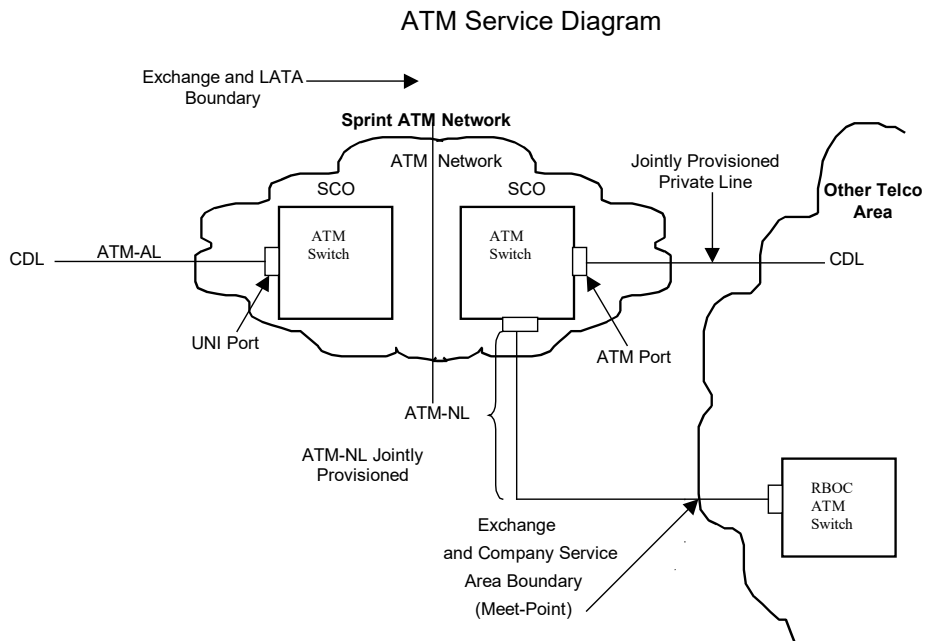 ATM Service Diagram
Exchange and LATA
Boundary
Sprint ATM Network
ATM Network
SCO
SCO
Jointly Provisioned
Private Line
Other Telco
Area
ATM
Switch
ATM
Switch
CDL
ATM-AL
CDL
UNI Port
ATM Port
ATM-NL
ATM-NL Jointly
Provisioned
RBOC
ATM
Switch
Exchange
and Company Service
Area Boundary
(Meet-Point)